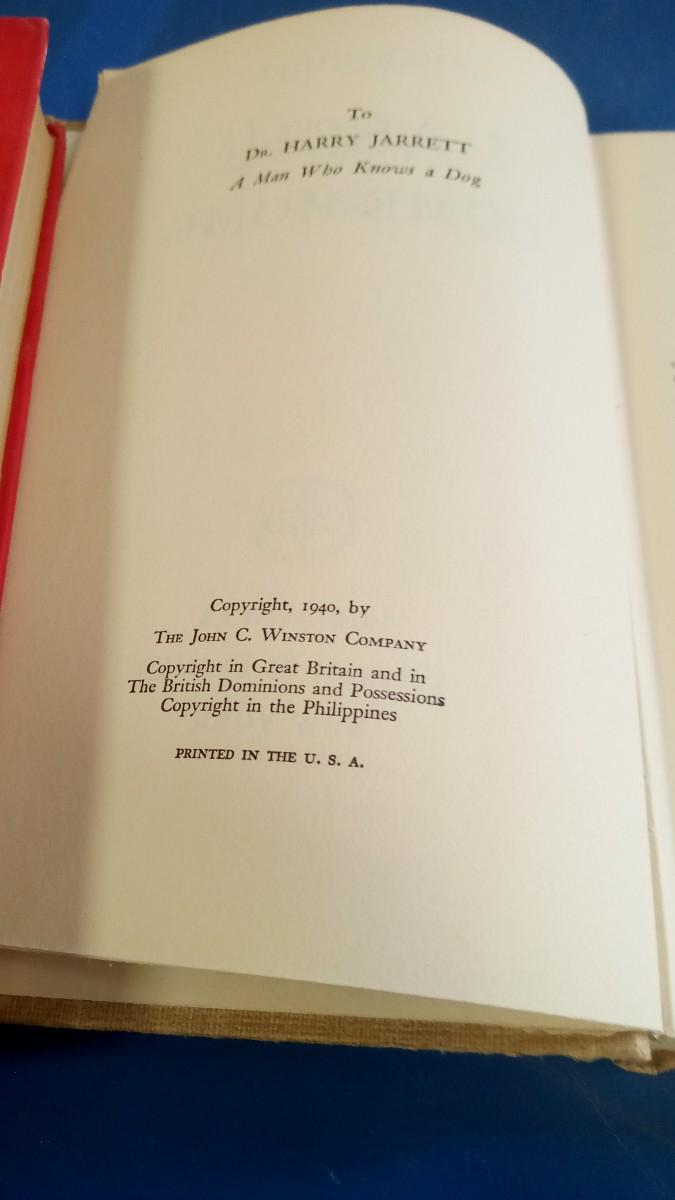 To
Dr. HARRY JARRETT
A Man Who Knows a Dog
Copyright, 1940, by
The John C. Winston Company
Copyright in Great Britain and in
The British Dominions and Possessions
Copyright in the Philippines
PRINTED IN THE U. S. A.